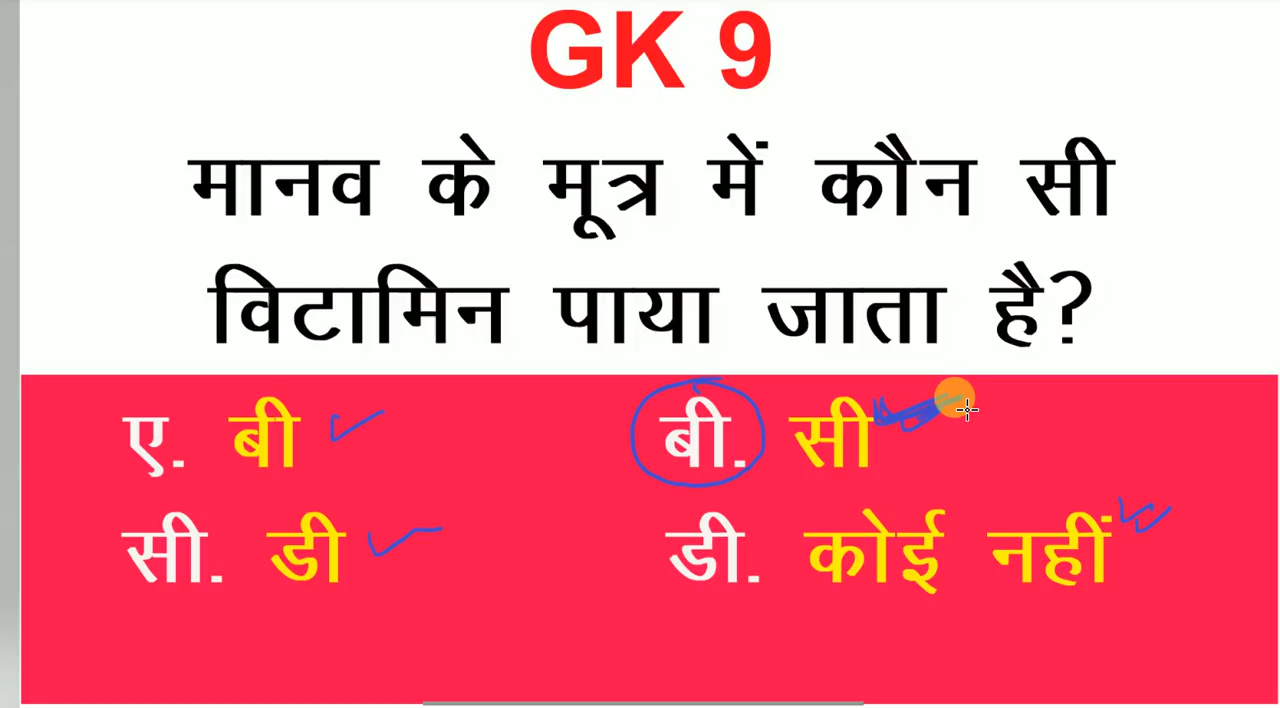 GK 9
मानव के मूत्र में कौन सी
विटामिन पाया जाता है?
ए. बी बी. सी
सी. डी डी. कोई नहीं